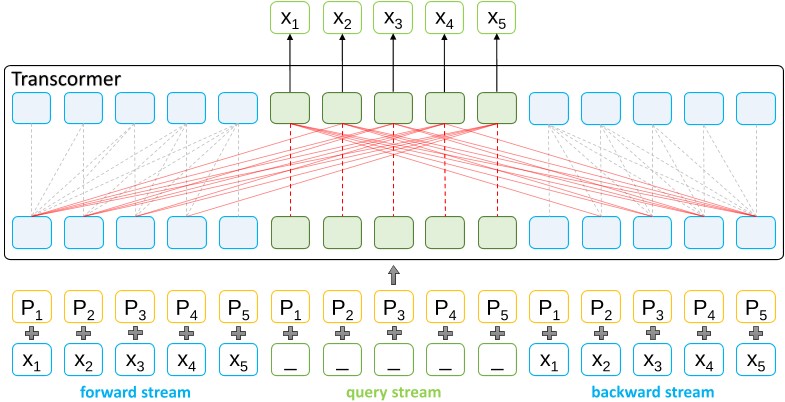 x1 x2 x3 x4 x5
Transcormer
P1 P2 P3 P4 P5 P1 P2 P3 P4 P5 P1 P2 P3 P4 P5
+ + + + + + + + + + + + + + +
x1 x2 x3 x4 x5 _ _ _ _ _ x1 x2 x3 x4 x5
forward stream query stream backward stream